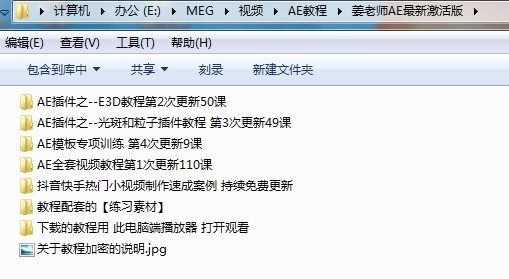 计算机 办公 (E:) MEG 视频 AE教程 姜老师AE最新激活版
编辑(E) 查看(V) 工具(T) 帮助(H)
包含到库中 共享 刻录 新建文件夹
AE插件之--E3D教程第2次更新50课
AE插件之--光斑和粒子插件教程 第3次更新49课
AE模板专项训练 第4次更新9课
AE全套视频教程第1次更新110课
抖音快手热门小视频制作速成案例 持续免费更新
教程配套的【练习素材】
下载的教程用 此电脑端播放器 打开观看
关于教程加密的说明.jpg